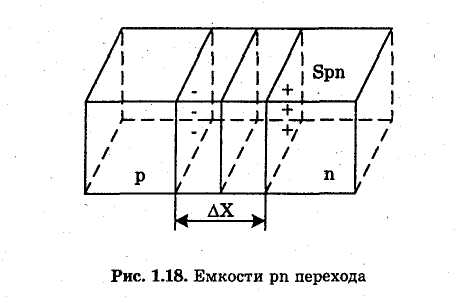 Spn
- +
- +
- +
p n
ΔX
Рис. 1.18. Емкости pn перехода